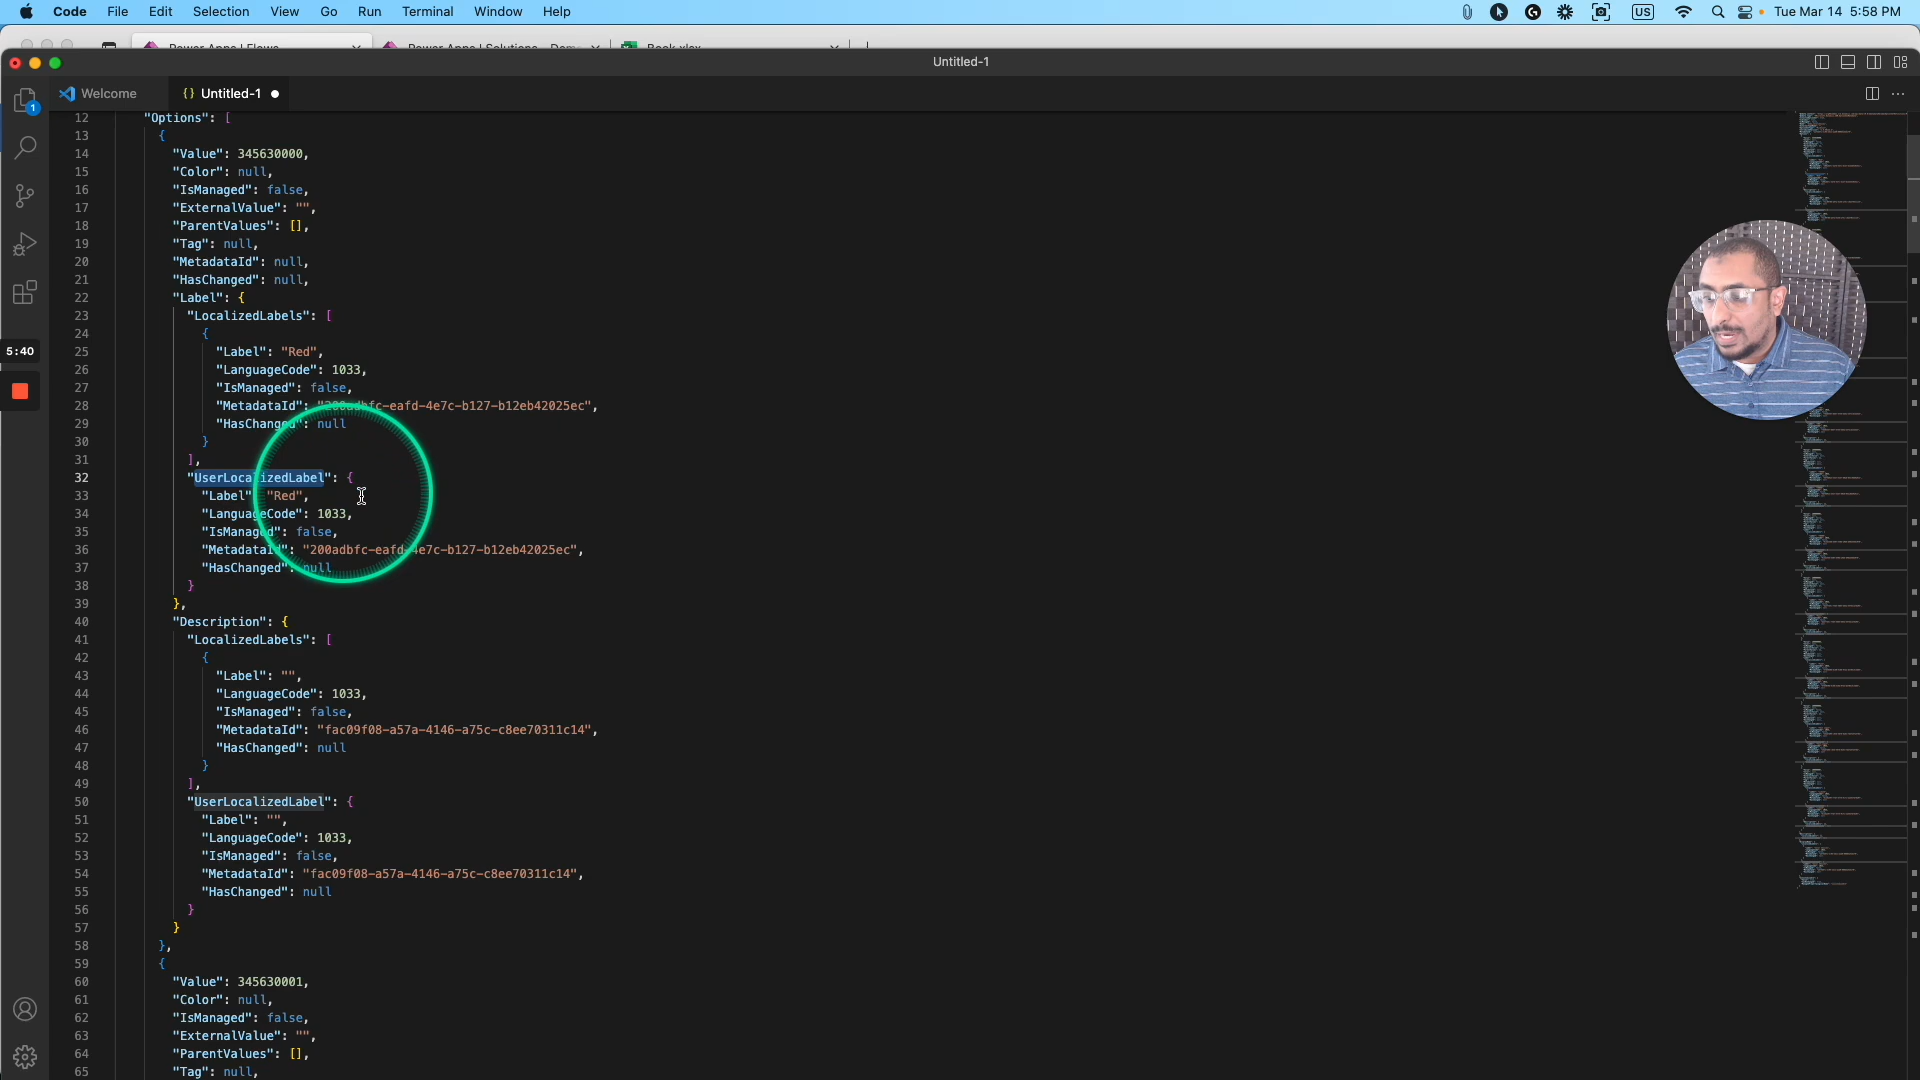 Code File Edit Selection View Go Run Terminal Window Help US Tue Mar 14 5:58 PM
Untitled-1
Welcome {} Untitled-1
1
12 "Options": [
13 {
14 "Value": 345630000,
15 "Color": null,
16 "IsManaged": false,
17 "ExternalValue": "",
18 "ParentValues": [],
19 "Tag": null,
20 "MetadataId": null,
21 "HasChanged": null,
22 "Label": {
23 "LocalizedLabels": [
24 {
25 "Label": "Red",
26 "LanguageCode": 1033,
27 "IsManaged": false,
28 "MetadataId": "200adbfc-eafd-4e7c-b127-b12eb42025ec",
29 "HasChanged": null
30 }
31 ],
32 "UserLocalizedLabel": {
33 "Label": "Red",
34 "LanguageCode": 1033,
35 "IsManaged": false,
36 "MetadataId": "200adbfc-eafd-4e7c-b127-b12eb42025ec",
37 "HasChanged": null
38 }
39 },
40 "Description": {
41 "LocalizedLabels": [
42 {
43 "Label": "",
44 "LanguageCode": 1033,
45 "IsManaged": false,
46 "MetadataId": "fac09f08-a57a-4146-a75c-c8ee70311c14",
47 "HasChanged": null
48 }
49 ],
50 "UserLocalizedLabel": {
51 "Label": "",
52 "LanguageCode": 1033,
53 "IsManaged": false,
54 "MetadataId": "fac09f08-a57a-4146-a75c-c8ee70311c14",
55 "HasChanged": null
56 }
57 }
58 },
59 {
60 "Value": 345630001,
61 "Color": null,
62 "IsManaged": false,
63 "ExternalValue": "",
64 "ParentValues": [],
65 "Tag": null,
5:40